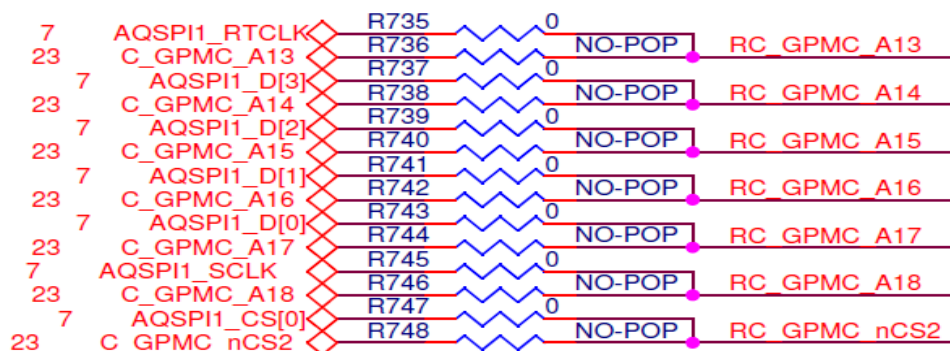 7 AQSPI1_RTCLK R735 0
23 C_GPMC_A13 R736 NO-POP RC_GPMC_A13
7 AQSPI1_D[3] R737 0
23 C_GPMC_A14 R738 NO-POP RC_GPMC_A14
7 AQSPI1_D[2] R739 0
23 C_GPMC_A15 R740 NO-POP RC_GPMC_A15
7 AQSPI1_D[1] R741 0
23 C_GPMC_A16 R742 NO-POP RC_GPMC_A16
7 AQSPI1_D[0] R743 0
23 C_GPMC_A17 R744 NO-POP RC_GPMC_A17
7 AQSPI1_SCLK R745 0
23 C_GPMC_A18 R746 NO-POP RC_GPMC_A18
7 AQSPI1_CS[0] R747 0
23 C_GPMC_nCS2 R748 NO-POP RC_GPMC_nCS2